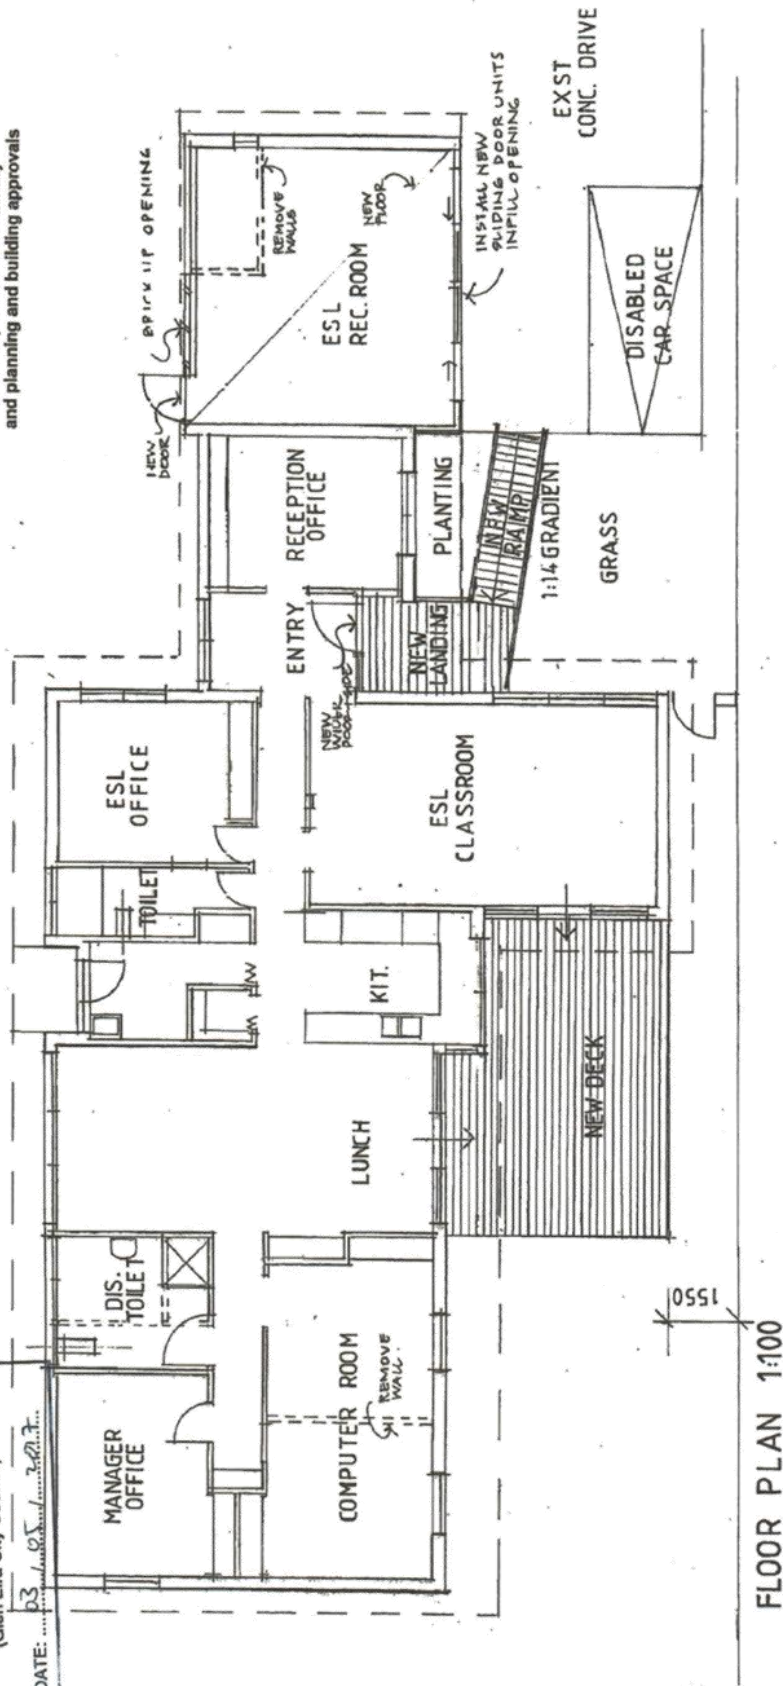 and planning and building approvals
DATE: 03 / 05 / 2017
BRICK UP OPENING
NEW
DOOR
REMOVE
WALLS
NEW
FLOOR
ESL
REC. ROOM
INSTALL NEW
SLIDING DOOR UNITS
INFILL OPENING
EXST
CONC. DRIVE
DISABLED
CAR SPACE
RECEPTION
OFFICE
PLANTING
NEW
RAMP
1:14 GRADIENT
GRASS
ENTRY
NEW
LANDING
NEW
WIDER
DOOR
ESL
OFFICE
ESL
CLASSROOM
TOILET
KIT.
LUNCH
NEW DECK
DIS.
TOILET
MANAGER
OFFICE
COMPUTER ROOM
REMOVE
WALL
1550
FLOOR PLAN 1:100